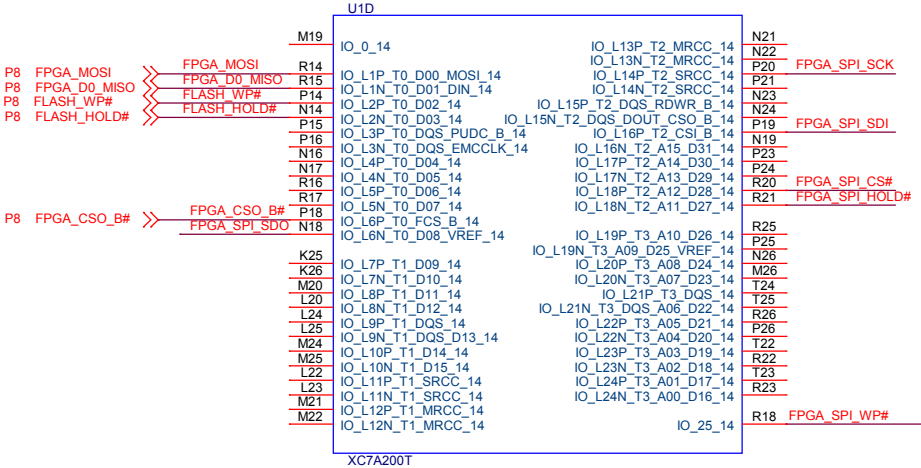 U1D
M19 IO_0_14
P8 FPGA_MOSI FPGA_MOSI R14 IO_L1P_T0_D00_MOSI_14
P8 FPGA_D0_MISO FPGA_D0_MISO R15 IO_L1N_T0_D01_DIN_14
P8 FLASH_WP# FLASH_WP# P14 IO_L2P_T0_D02_14
P8 FLASH_HOLD# FLASH_HOLD# N14 IO_L2N_T0_D03_14
P15 IO_L3P_T0_DQS_PUDC_B_14
P16 IO_L3N_T0_DQS_EMCCLK_14
N16 IO_L4P_T0_D04_14
N17 IO_L4N_T0_D05_14
R16 IO_L5P_T0_D06_14
R17 IO_L5N_T0_D07_14
P8 FPGA_CSO_B# FPGA_CSO_B# P18 IO_L6P_T0_FCS_B_14
FPGA_SPI_SDO N18 IO_L6N_T0_D08_VREF_14
K25 IO_L7P_T1_D09_14
K26 IO_L7N_T1_D10_14
M20 IO_L8P_T1_D11_14
L20 IO_L8N_T1_D12_14
L24 IO_L9P_T1_DQS_14
L25 IO_L9N_T1_DQS_D13_14
M24 IO_L10P_T1_D14_14
M25 IO_L10N_T1_D15_14
L22 IO_L11P_T1_SRCC_14
L23 IO_L11N_T1_SRCC_14
M21 IO_L12P_T1_MRCC_14
M22 IO_L12N_T1_MRCC_14
IO_L13P_T2_MRCC_14 N21
IO_L13N_T2_MRCC_14 N22
IO_L14P_T2_SRCC_14 P20 FPGA_SPI_SCK
IO_L14N_T2_SRCC_14 P21
IO_L15P_T2_DQS_RDWR_B_14 N23
IO_L15N_T2_DQS_DOUT_CSO_B_14 N24
IO_L16P_T2_CSI_B_14 P19 FPGA_SPI_SDI
IO_L16N_T2_A15_D31_14 N19
IO_L17P_T2_A14_D30_14 P23
IO_L17N_T2_A13_D29_14 P24
IO_L18P_T2_A12_D28_14 R20 FPGA_SPI_CS#
IO_L18N_T2_A11_D27_14 R21 FPGA_SPI_HOLD#
IO_L19P_T3_A10_D26_14 R25
IO_L19N_T3_A09_D25_VREF_14 P25
IO_L20P_T3_A08_D24_14 N26
IO_L20N_T3_A07_D23_14 M26
IO_L21P_T3_DQS_14 T24
IO_L21N_T3_DQS_A06_D22_14 T25
IO_L22P_T3_A05_D21_14 R26
IO_L22N_T3_A04_D20_14 P26
IO_L23P_T3_A03_D19_14 T22
IO_L23N_T3_A02_D18_14 R22
IO_L24P_T3_A01_D17_14 T23
IO_L24N_T3_A00_D16_14 R23
IO_25_14 R18 FPGA_SPI_WP#
XC7A200T